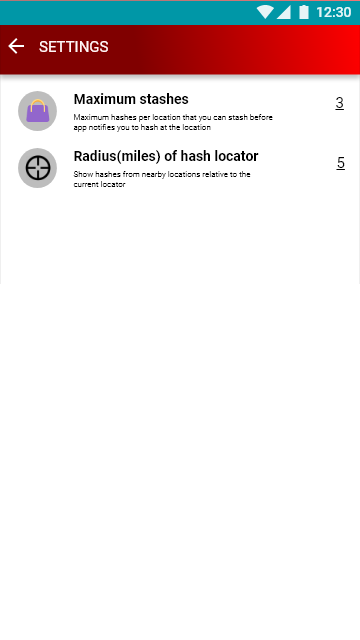 12:30
SETTINGS
Maximum stashes
3
Maximum hashes per location that you can stash before
app notifies you to hash at the location
Radius(miles) of hash locator
5
Show hashes from nearby locations relative to the
current locator